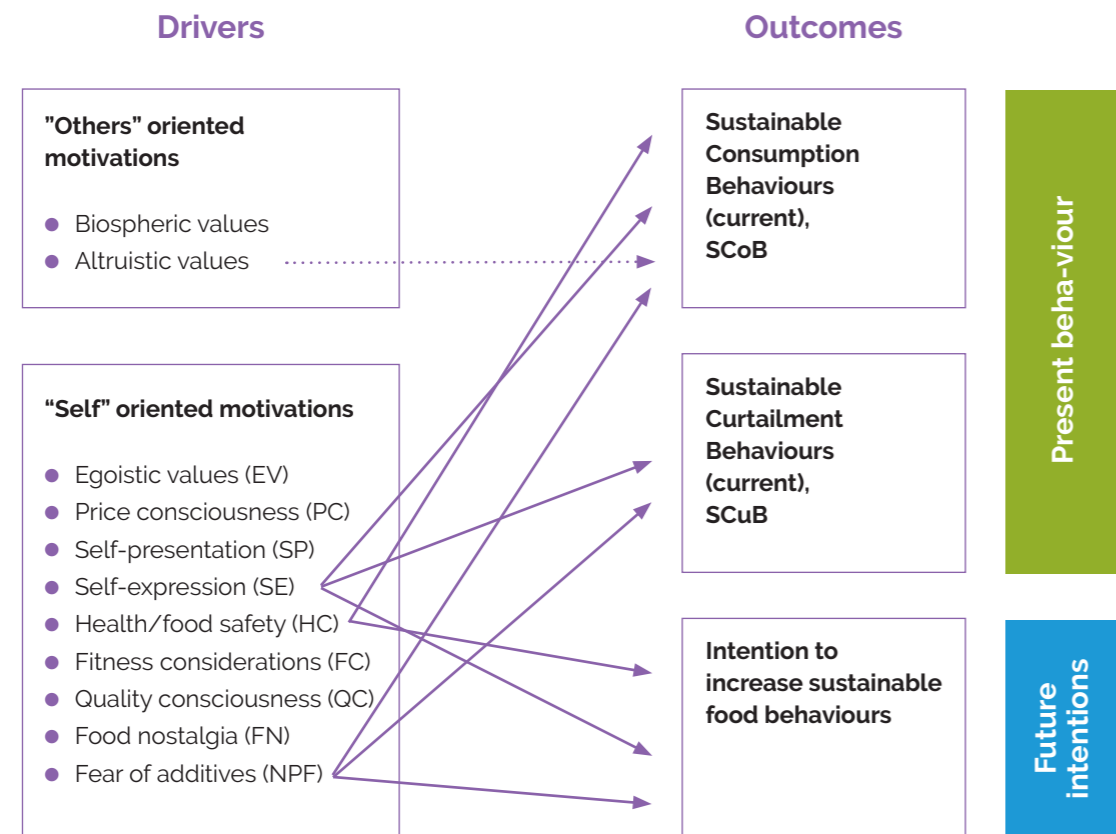 Drivers
Outcomes
”Others” oriented
motivations
Biospheric values
Altruistic values
“Self” oriented motivations
Egoistic values (EV)
Price consciousness (PC)
Self-presentation (SP)
Self-expression (SE)
Health/food safety (HC)
Fitness considerations (FC)
Quality consciousness (QC)
Food nostalgia (FN)
Fear of additives (NPF)
Sustainable
Consumption
Behaviours
(current),
SCoB
Sustainable
Curtailment
Behaviours
(current),
SCuB
Intention to
increase sustainable
food behaviours
Present beha-viour
Future
intentions